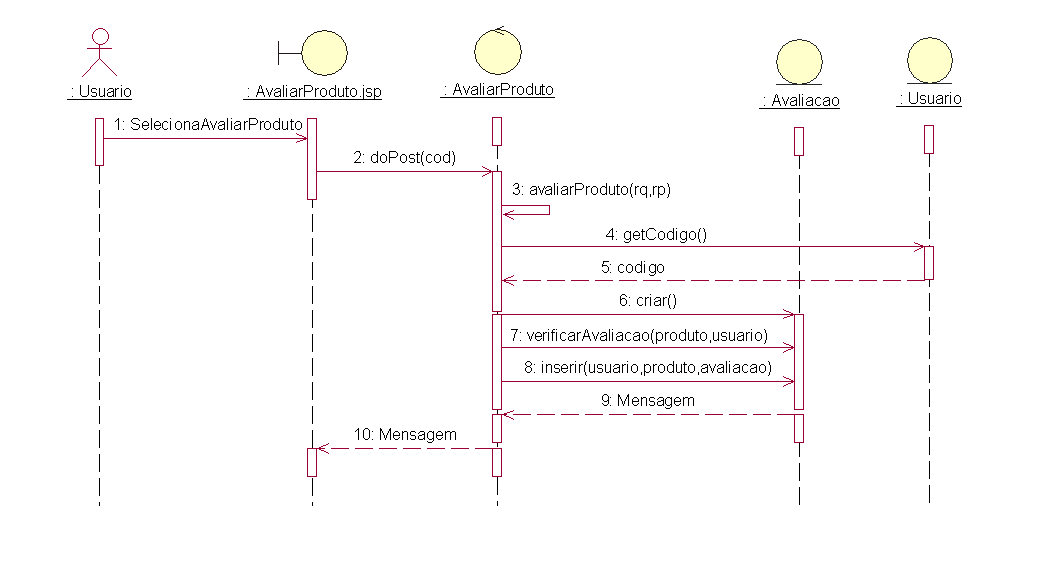 : Usuario
: AvaliarProduto.jsp
: AvaliarProduto
: Avaliacao
: Usuario
1: SelecionaAvaliarProduto
2: doPost(cod)
3: avaliarProduto(rq,rp)
4: getCodigo()
5: codigo
6: criar()
7: verificarAvaliacao(produto,usuario)
8: inserir(usuario,produto,avaliacao)
9: Mensagem
10: Mensagem